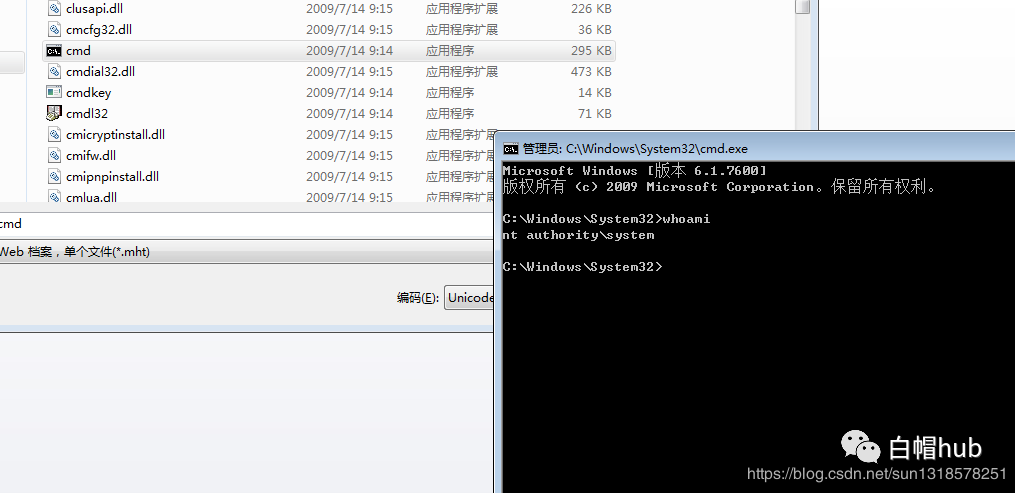 clusapi.dll 2009/7/14 9:15 应用程序扩展 226 KB
cmcfg32.dll 2009/7/14 9:15 应用程序扩展 36 KB
cmd 2009/7/14 9:14 应用程序 295 KB
cmdial32.dll 2009/7/14 9:15 应用程序扩展 473 KB
cmdkey 2009/7/14 9:14 应用程序 14 KB
cmdl32 2009/7/14 9:14 应用程序 71 KB
cmicryptinstall.dll 2009/7/14 9:15 应用程序扩展
cmifw.dll 2009/7/14 9:15 应用程序扩展
cmipnpinstall.dll 2009/7/14 9:15 应用程序扩展
cmlua.dll 2009/7/14 9:15 应用程序扩展
cmd
Web 档案，单个文件(*.mht)
编码(E): Unicode
管理员: C:\Windows\System32\cmd.exe
Microsoft Windows [版本 6.1.7600]
版权所有 (c) 2009 Microsoft Corporation。保留所有权利。
C:\Windows\System32>whoami
nt authority\system
C:\Windows\System32>
白帽hub
https://blog.csdn.net/sun1318578251